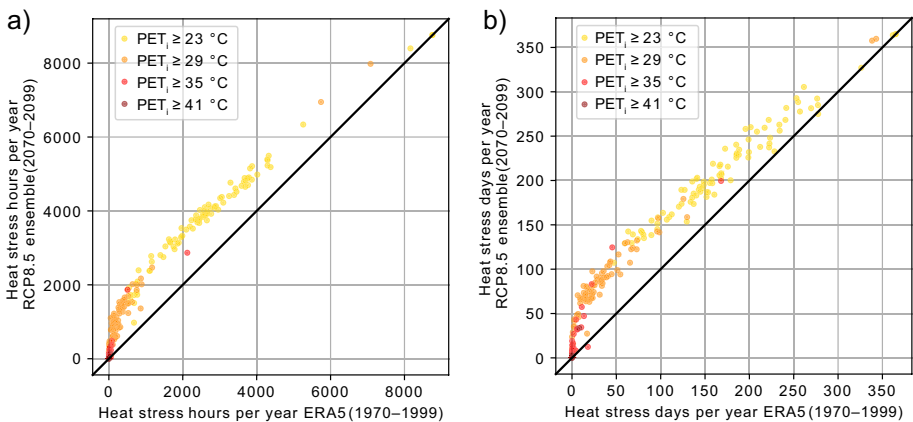 a)
PETᵢ ≥ 23 °C
PETᵢ ≥ 29 °C
PETᵢ ≥ 35 °C
PETᵢ ≥ 41 °C
Heat stress hours per year
RCP8.5 ensemble(2070–2099)
8000
6000
4000
2000
0
0 2000 4000 6000 8000
Heat stress hours per year ERA5(1970–1999)
b)
PETᵢ ≥ 23 °C
PETᵢ ≥ 29 °C
PETᵢ ≥ 35 °C
PETᵢ ≥ 41 °C
Heat stress days per year
RCP8.5 ensemble(2070–2099)
350
300
250
200
150
100
50
0
0 50 100 150 200 250 300 350
Heat stress days per year ERA5(1970–1999)